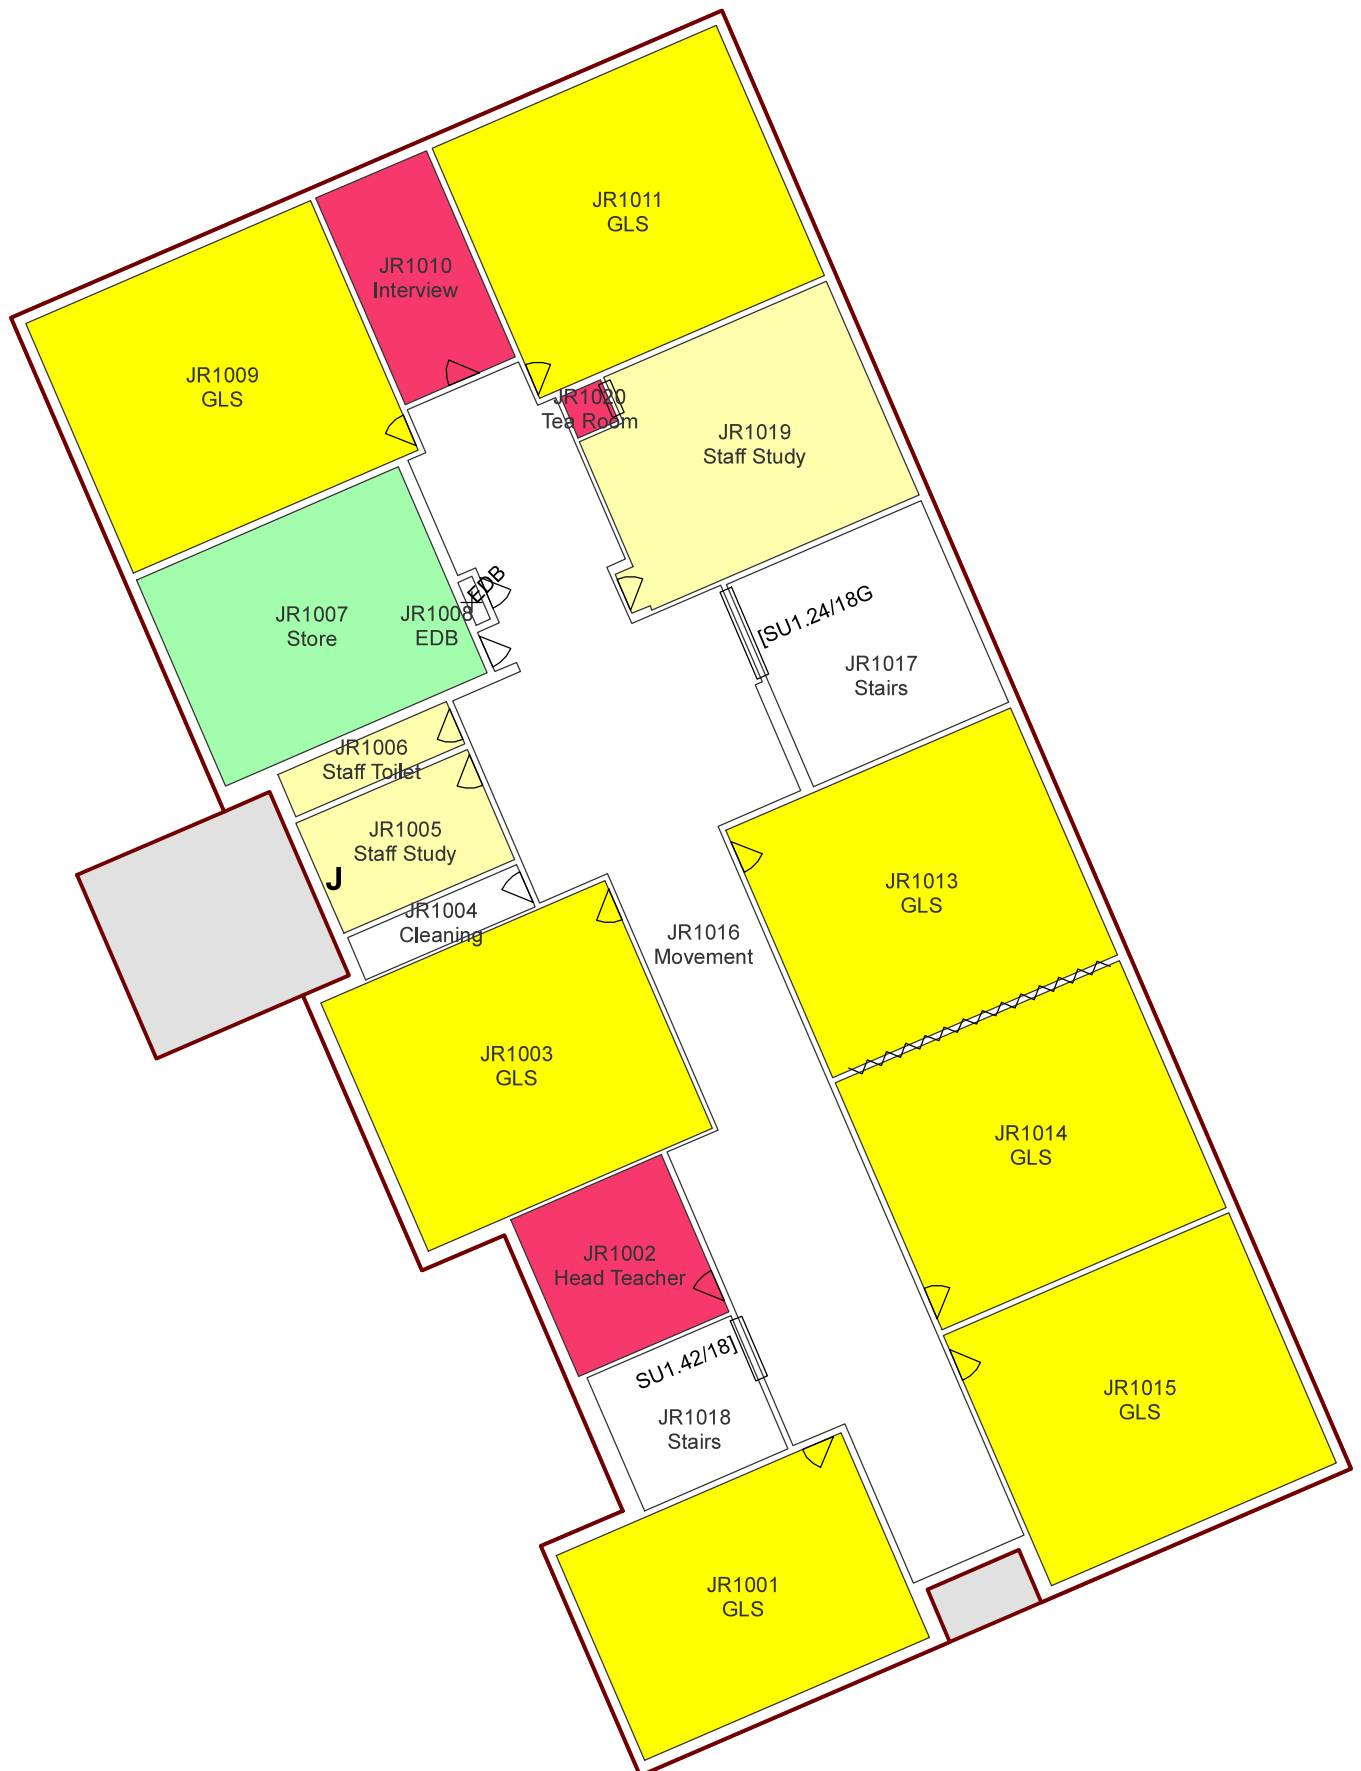 JR1011
GLS
JR1010
Interview
JR1009
GLS
JR1020
Tea Room
JR1019
Staff Study
EDB
[SU1.24/18G
JR1007
Store
JR1008
EDB
JR1017
Stairs
JR1006
Staff Toilet
JR1005
Staff Study
J
JR1013
GLS
JR1004
Cleaning
JR1016
Movement
JR1003
GLS
JR1014
GLS
JR1002
Head Teacher
SU1.42/18]
JR1015
GLS
JR1018
Stairs
JR1001
GLS